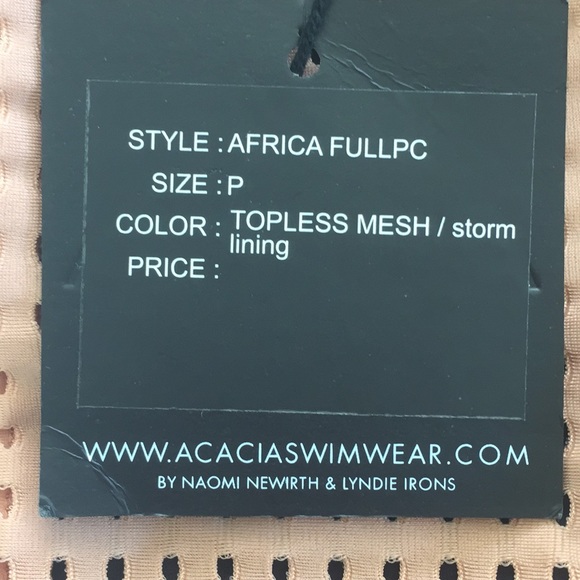 STYLE : AFRICA FULLPC
SIZE : P
COLOR : TOPLESS MESH / storm
lining
PRICE :
WWW.ACACIASWIMWEAR.COM
BY NAOMI NEWIRTH & LYNDIE IRONS